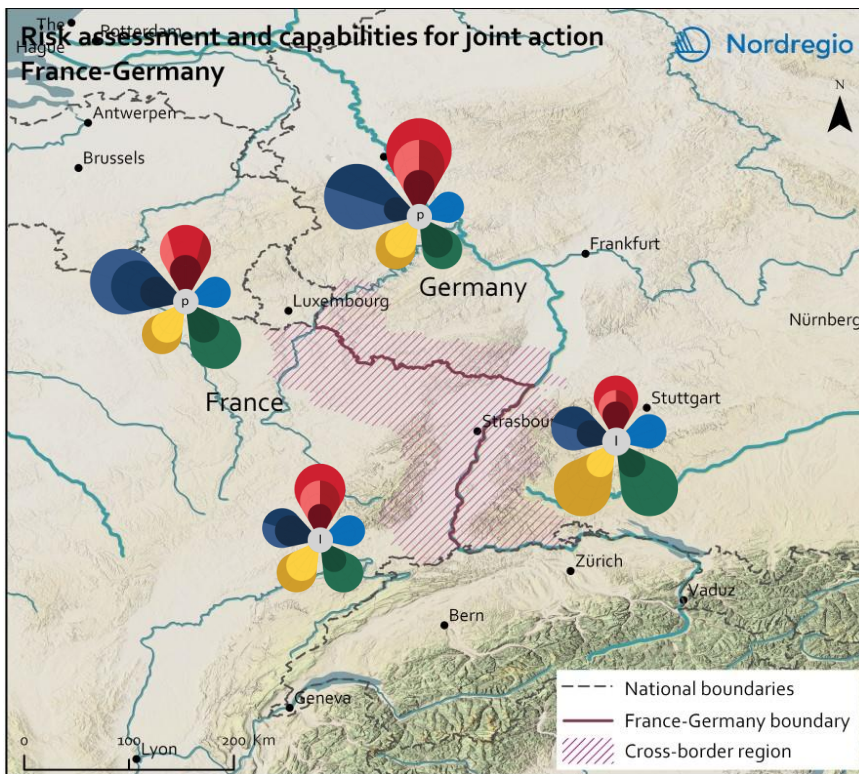 Risk assessment and capabilities for joint action
France-Germany
Nordregio
The
Hague
Rotterdam
N
Antwerpen
Brussels
p
Frankfurt
Germany
p
Luxembourg
Nürnberg
France
Stuttgart
Strasbour
l
l
Zürich
Vaduz
Bern
Geneva
Lyon
0 100 200 Km
National boundaries
France-Germany boundary
Cross-border region